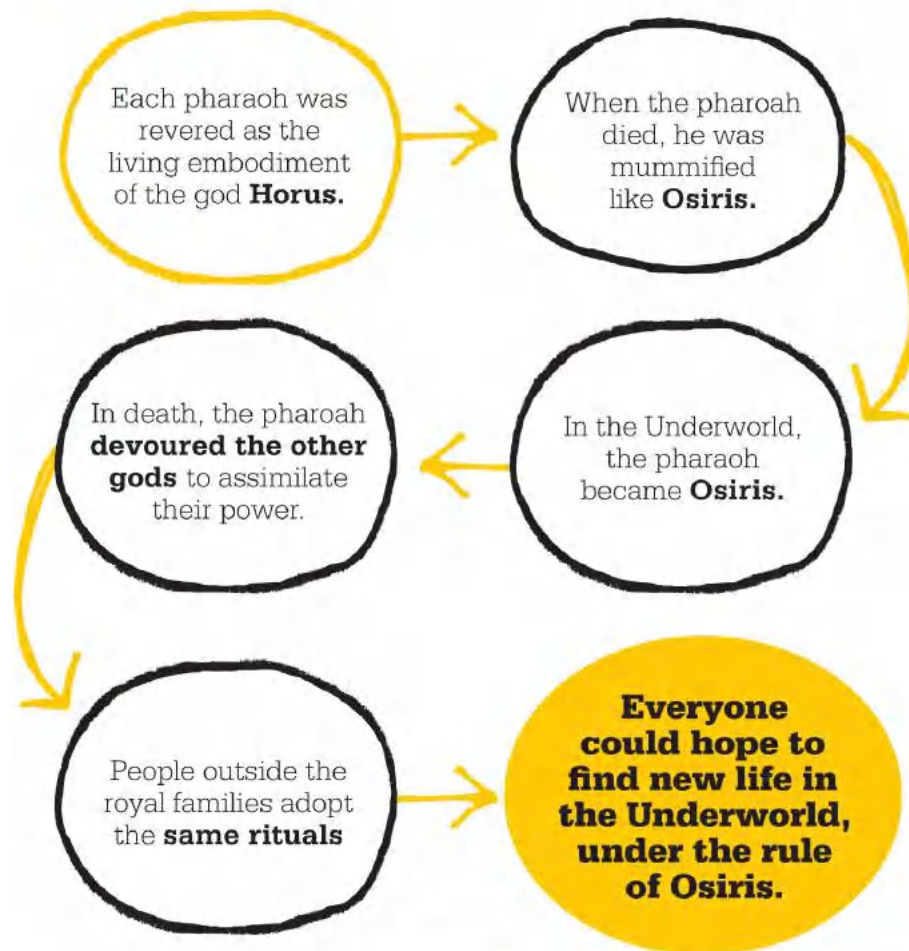 Each pharaoh was
revered as the
living embodiment
of the god Horus.
When the pharoah
died, he was
mummified
like Osiris.
In the Underworld,
the pharaoh
became Osiris.
In death, the pharoah
devoured the other
gods to assimilate
their power.
People outside the
royal families adopt
the same rituals
Everyone
could hope to
find new life in
the Underworld,
under the rule
of Osiris.